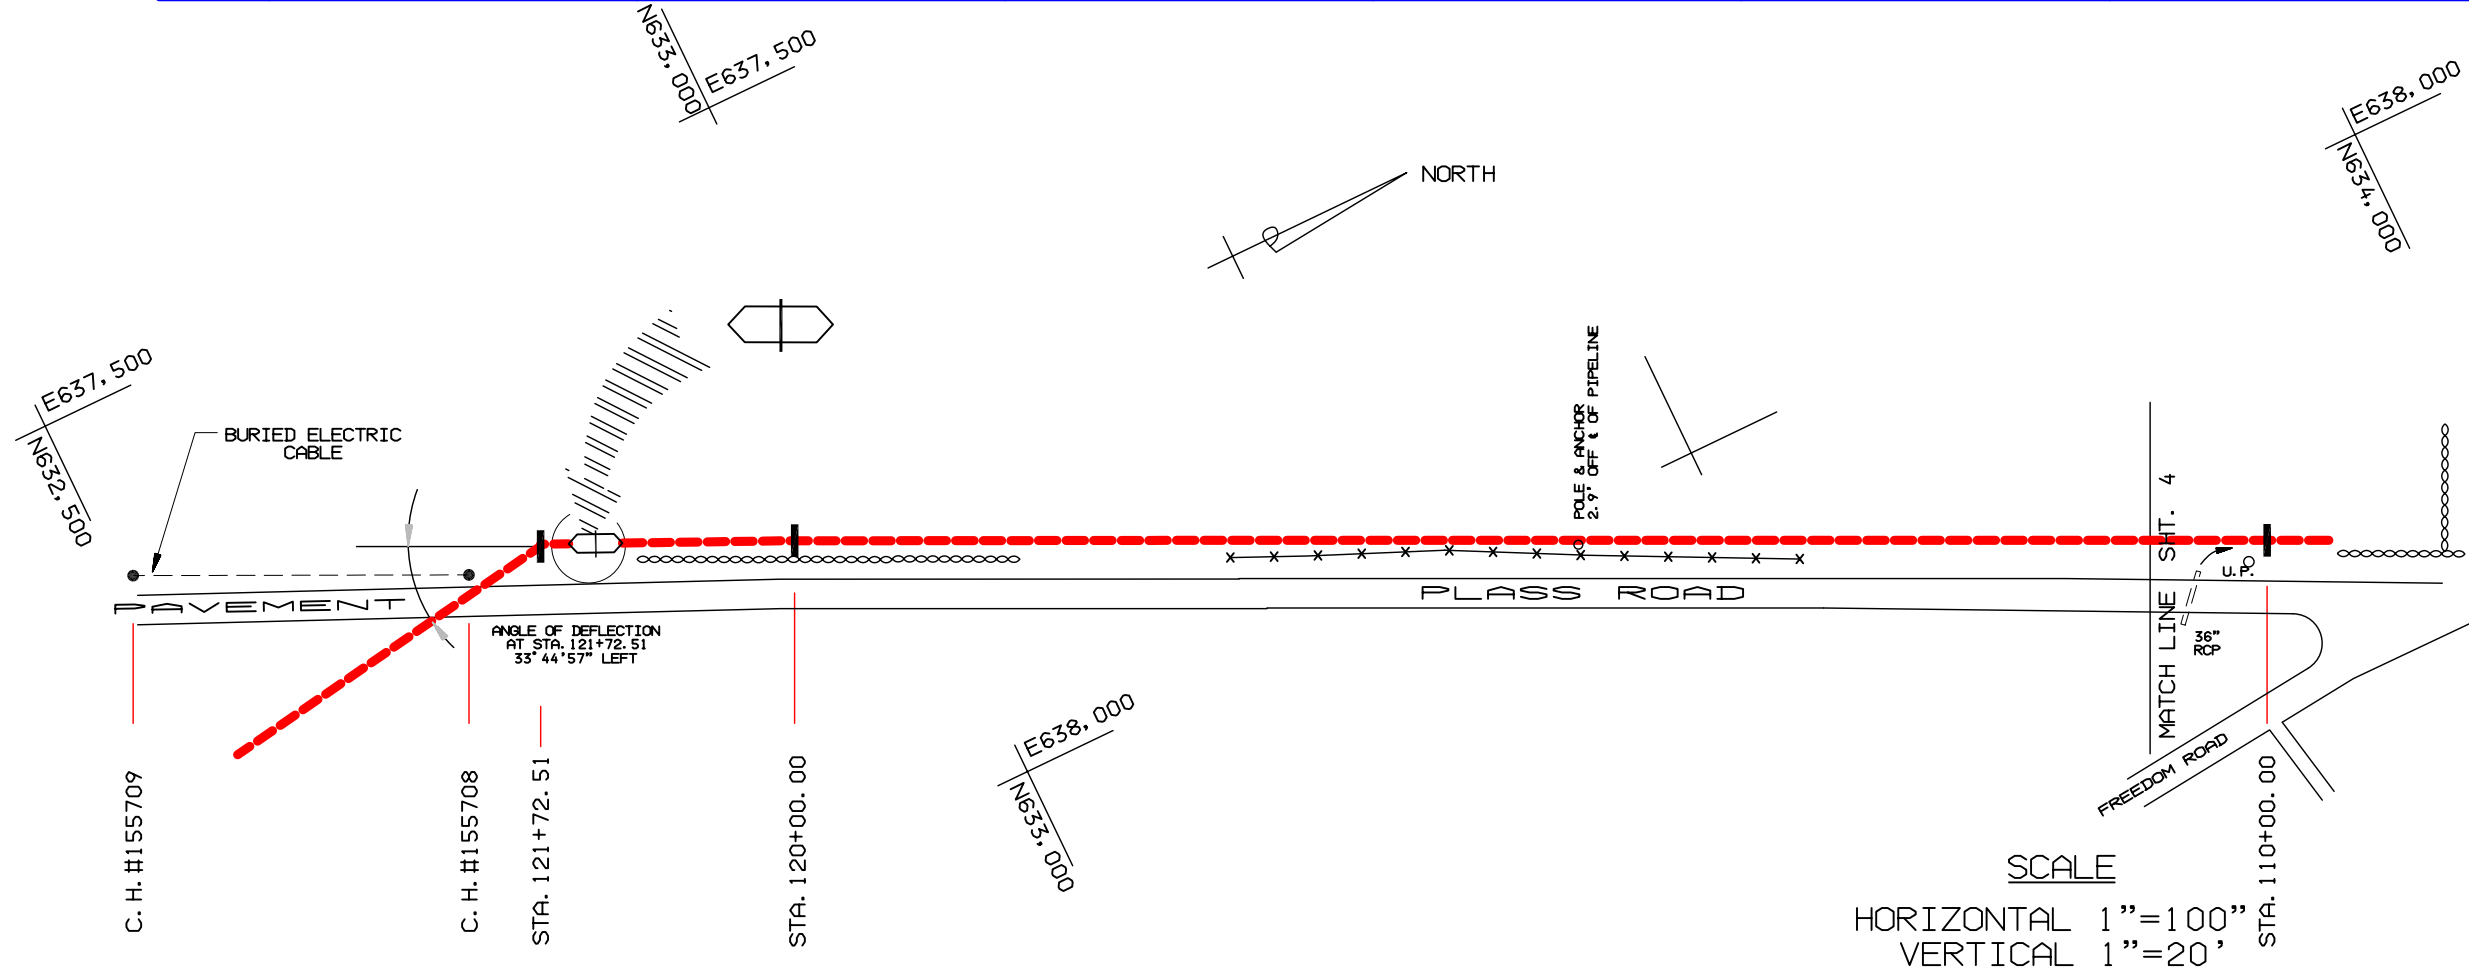 N633,000
E637,500
E638,000
N634,000
NORTH
E637,500
N632,500
BURIED ELECTRIC
CABLE
POLE & ANCHOR
2.9' OFF ℄ OF PIPELINE
MATCH LINE SHT. 4
U.P.
36"
RCP
PAVEMENT
PLASS ROAD
ANGLE OF DEFLECTION
AT STA. 121+72.51
33°44'57" LEFT
FREEDOM ROAD
E638,000
N633,000
C.H.#1555709
C.H.#1555708
STA. 121+72.51
STA. 120+00.00
STA. 110+00.00
SCALE
HORIZONTAL 1"=100"
VERTICAL 1"=20'